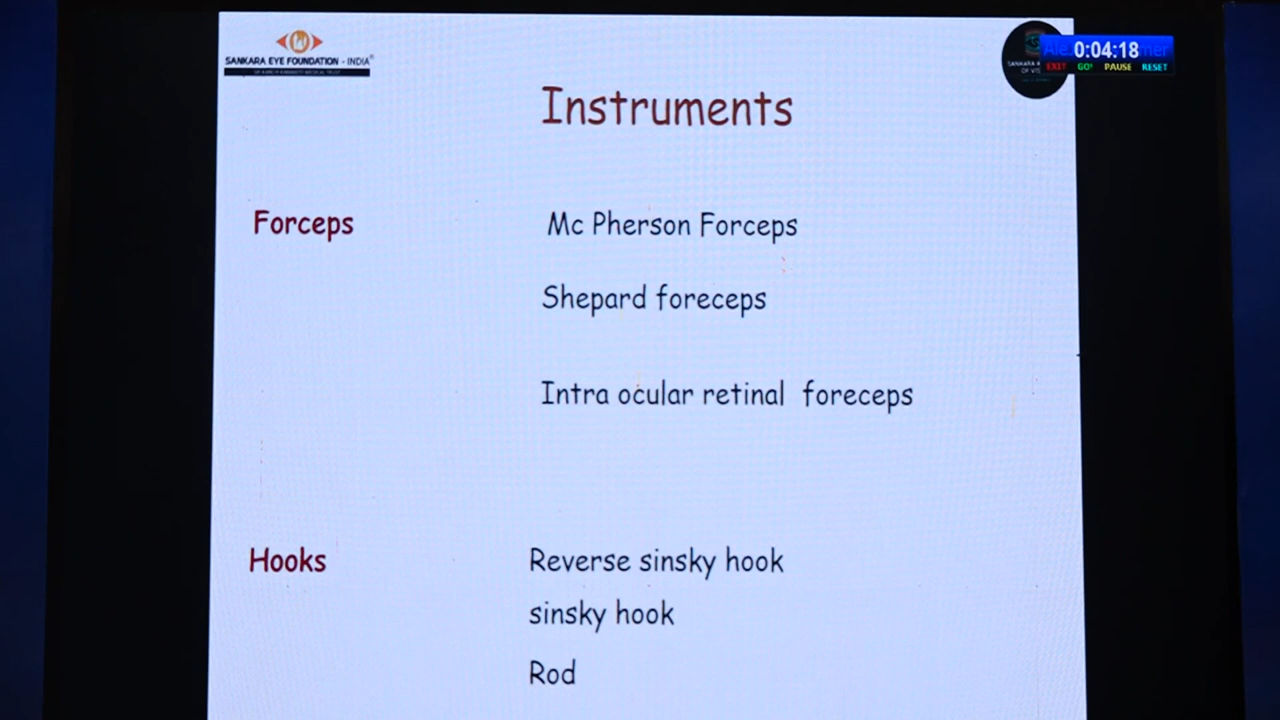 SANKARA EYE FOUNDATION - INDIA®
0:04:18
EXIT GO! PAUSE RESET
Instruments
Forceps
Mc Pherson Forceps
Shepard foreceps
Intra ocular retinal foreceps
Hooks
Reverse sinsky hook
sinsky hook
Rod